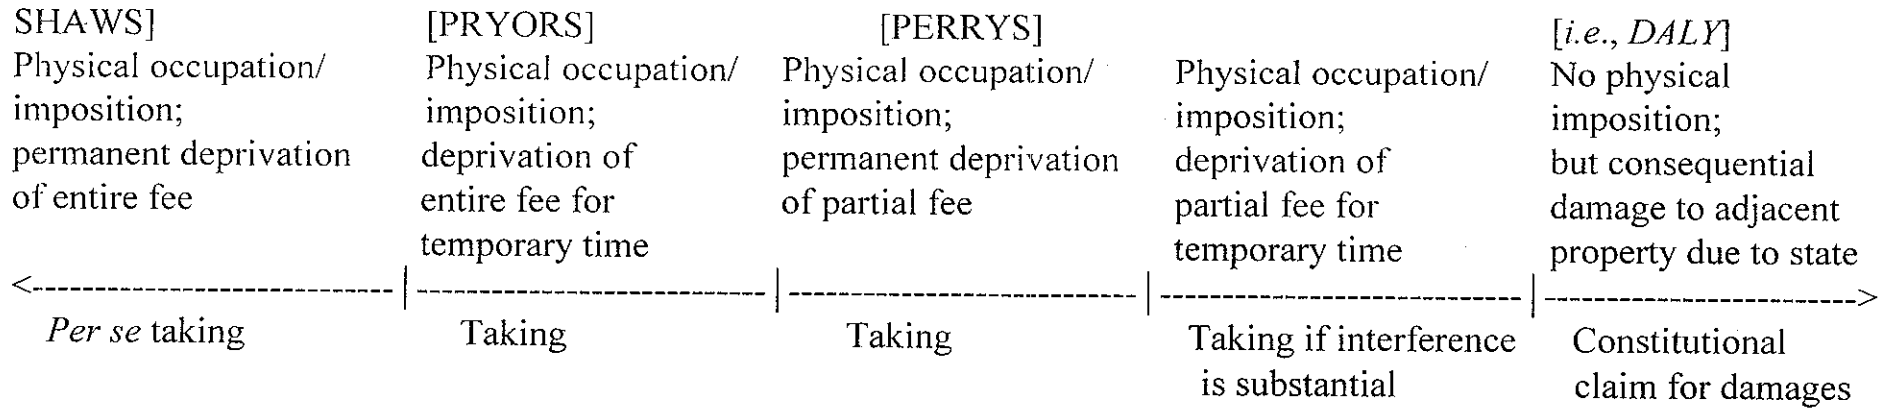 SHAWS]
Physical occupation/
imposition;
permanent deprivation
of entire fee
[PRYORS]
Physical occupation/
imposition;
deprivation of
entire fee for
temporary time
[PERRYS]
Physical occupation/
imposition;
permanent deprivation
of partial fee
Physical occupation/
imposition;
deprivation of
partial fee for
temporary time
[i.e., DALY]
No physical
imposition;
but consequential
damage to adjacent
property due to state
<----------------------------|--------------------------|--------------------------|---------------------------|----------------------->
Per se taking
Taking
Taking
Taking if interference
is substantial
Constitutional
claim for damages